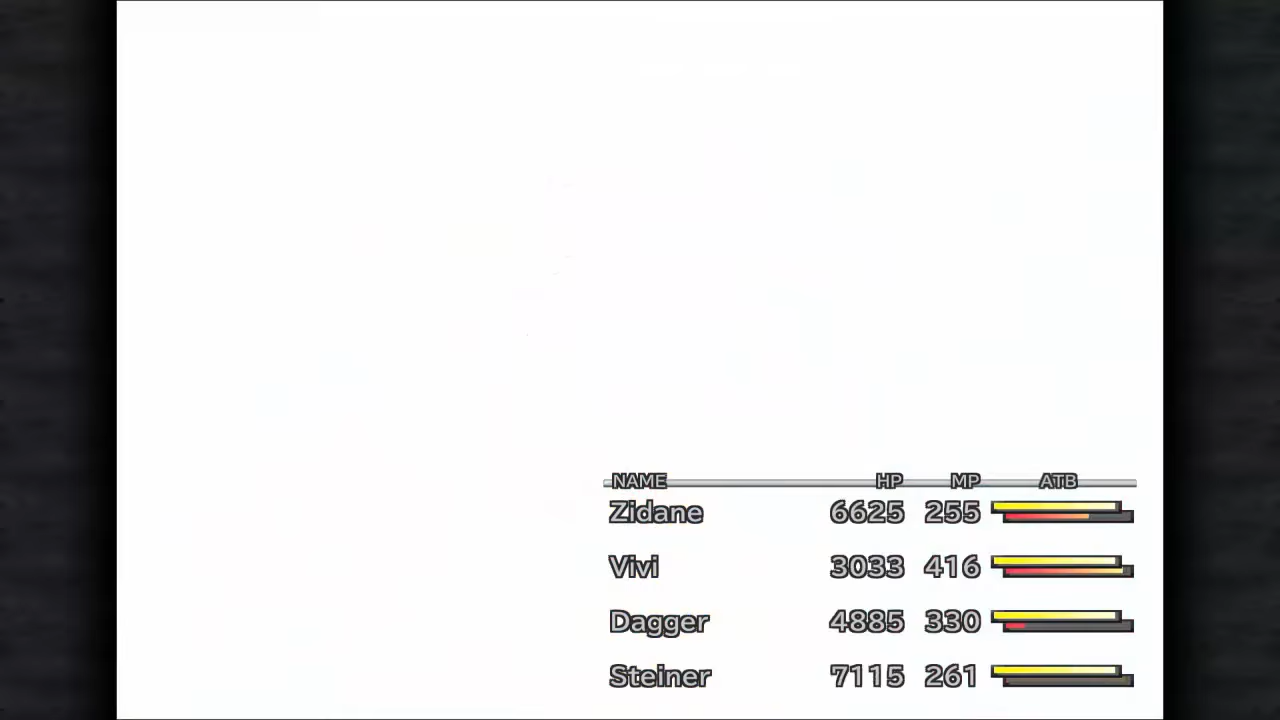 NAME HP MP ATB
Zidane 6625 255
Vivi 3033 416
Dagger 4885 330
Steiner 7115 261